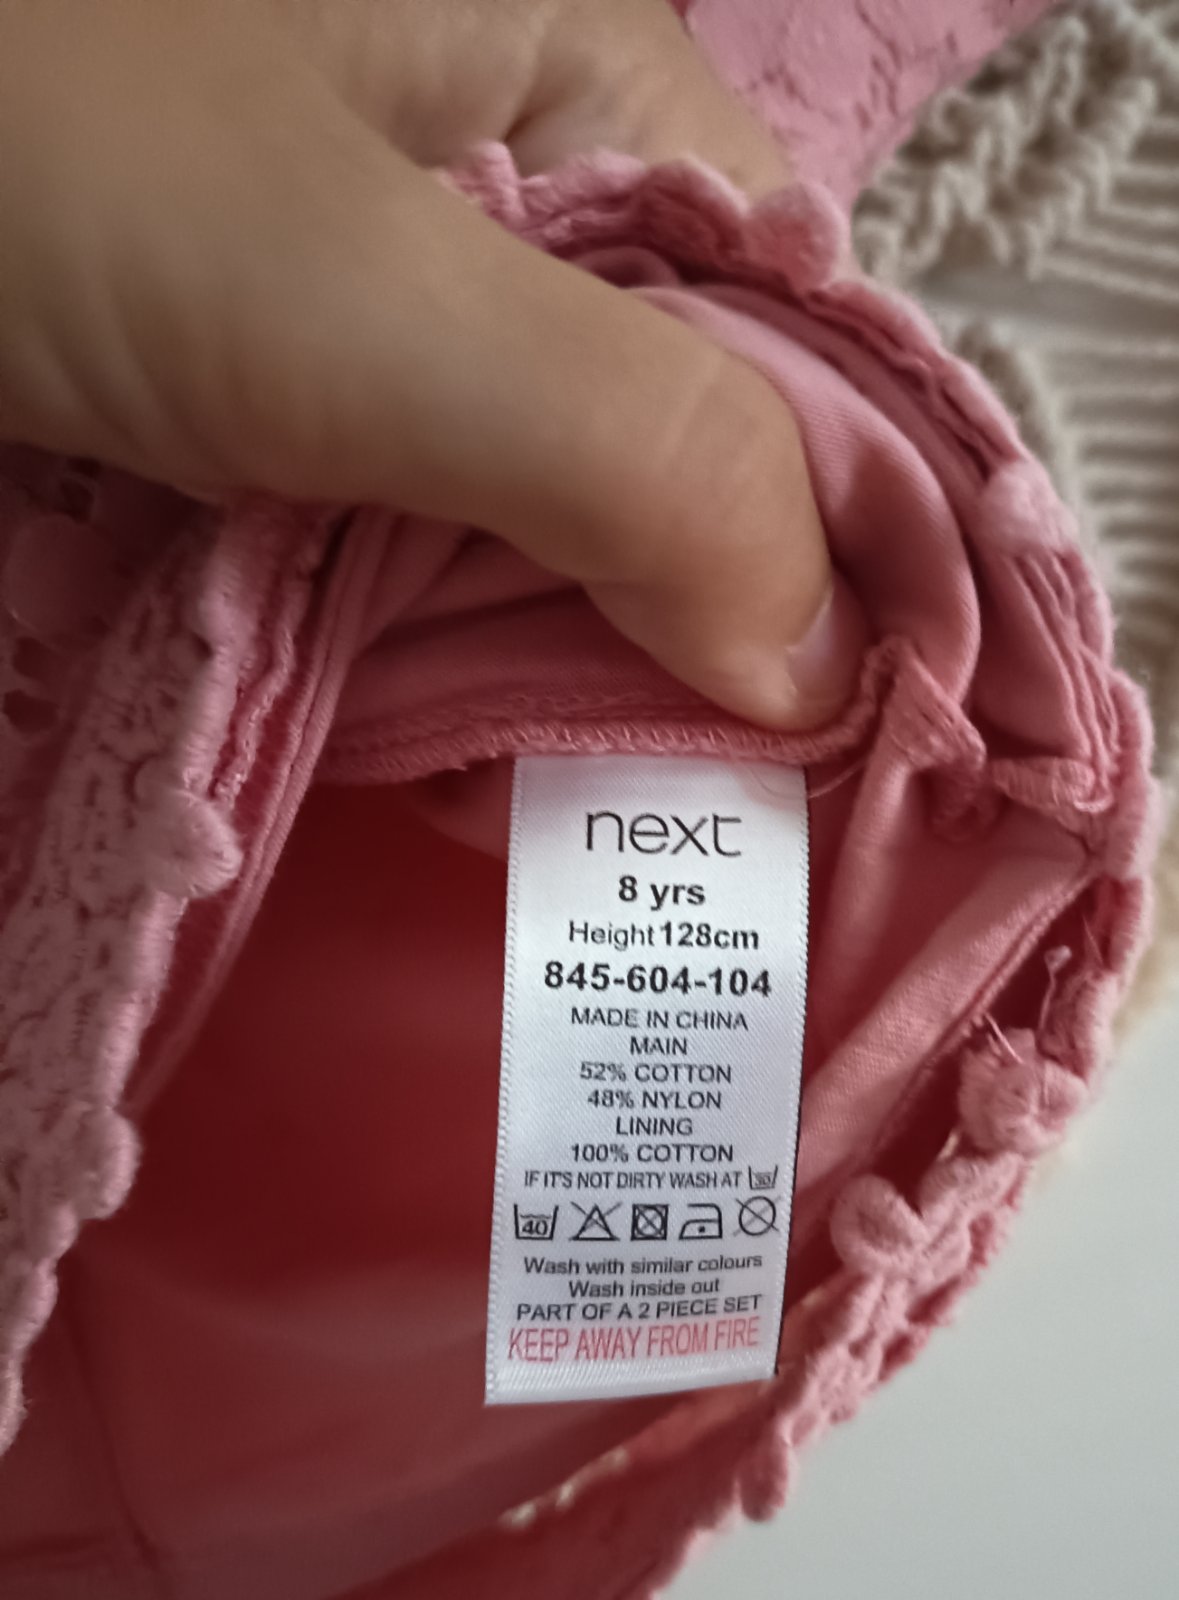 next
8 yrs
Height 128cm
845-604-104
MADE IN CHINA
MAIN
52% COTTON
48% NYLON
LINING
100% COTTON
IF IT'S NOT DIRTY WASH AT 30
40
Wash with similar colours
Wash inside out
PART OF A 2 PIECE SET
KEEP AWAY FROM FIRE